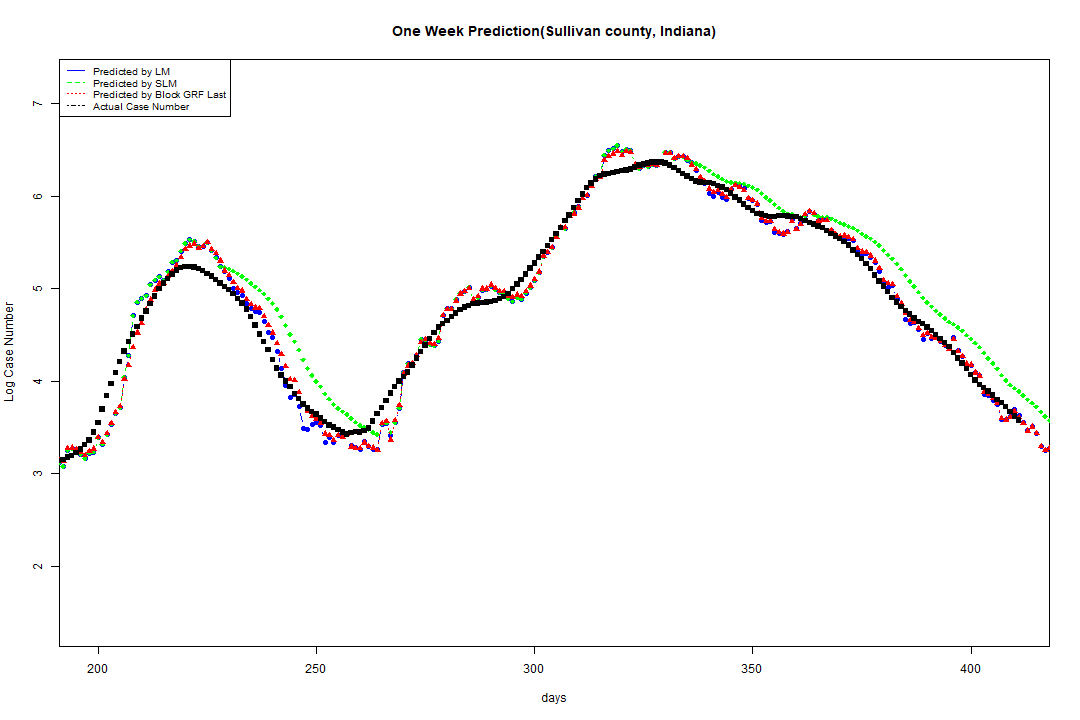 One Week Prediction(Sullivan county, Indiana)
Predicted by LM
Predicted by SLM
Predicted by Block GRF Last
Actual Case Number
7
6
5
4
3
2
Log Case Number
200 250 300 350 400
days